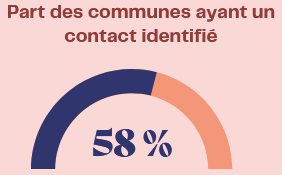 Part des communes ayant un
contact identifié
58 %